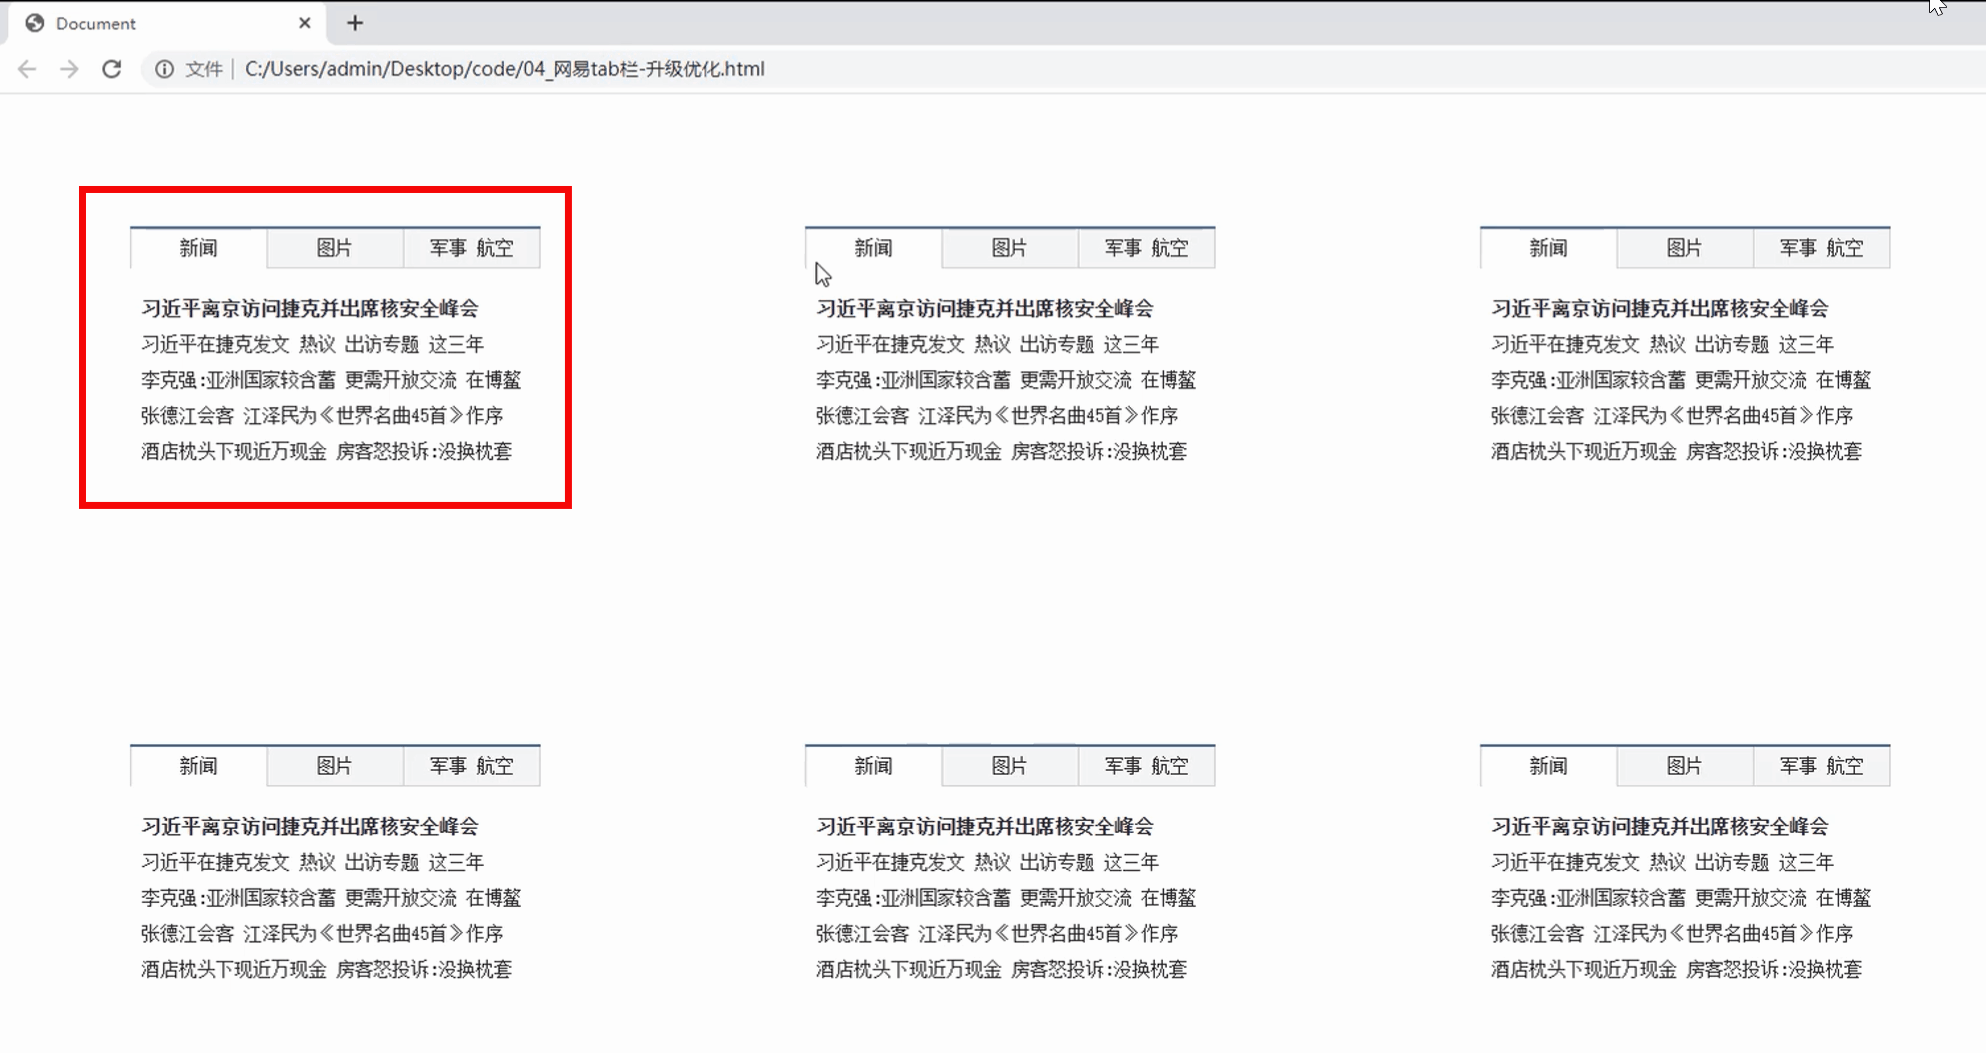 Document
文件 | C:/Users/admin/Desktop/code/04_网易tab栏-升级优化.html
新闻 图片 军事 航空
习近平离京访问捷克并出席核安全峰会
习近平在捷克发文 热议 出访专题 这三年
李克强:亚洲国家较含蓄 更需开放交流 在博鳌
张德江会客 江泽民为《世界名曲45首》作序
酒店枕头下现近万现金 房客怒投诉:没换枕套
新闻 图片 军事 航空
习近平离京访问捷克并出席核安全峰会
习近平在捷克发文 热议 出访专题 这三年
李克强:亚洲国家较含蓄 更需开放交流 在博鳌
张德江会客 江泽民为《世界名曲45首》作序
酒店枕头下现近万现金 房客怒投诉:没换枕套
新闻 图片 军事 航空
习近平离京访问捷克并出席核安全峰会
习近平在捷克发文 热议 出访专题 这三年
李克强:亚洲国家较含蓄 更需开放交流 在博鳌
张德江会客 江泽民为《世界名曲45首》作序
酒店枕头下现近万现金 房客怒投诉:没换枕套
新闻 图片 军事 航空
习近平离京访问捷克并出席核安全峰会
习近平在捷克发文 热议 出访专题 这三年
李克强:亚洲国家较含蓄 更需开放交流 在博鳌
张德江会客 江泽民为《世界名曲45首》作序
酒店枕头下现近万现金 房客怒投诉:没换枕套
新闻 图片 军事 航空
习近平离京访问捷克并出席核安全峰会
习近平在捷克发文 热议 出访专题 这三年
李克强:亚洲国家较含蓄 更需开放交流 在博鳌
张德江会客 江泽民为《世界名曲45首》作序
酒店枕头下现近万现金 房客怒投诉:没换枕套
新闻 图片 军事 航空
习近平离京访问捷克并出席核安全峰会
习近平在捷克发文 热议 出访专题 这三年
李克强:亚洲国家较含蓄 更需开放交流 在博鳌
张德江会客 江泽民为《世界名曲45首》作序
酒店枕头下现近万现金 房客怒投诉:没换枕套